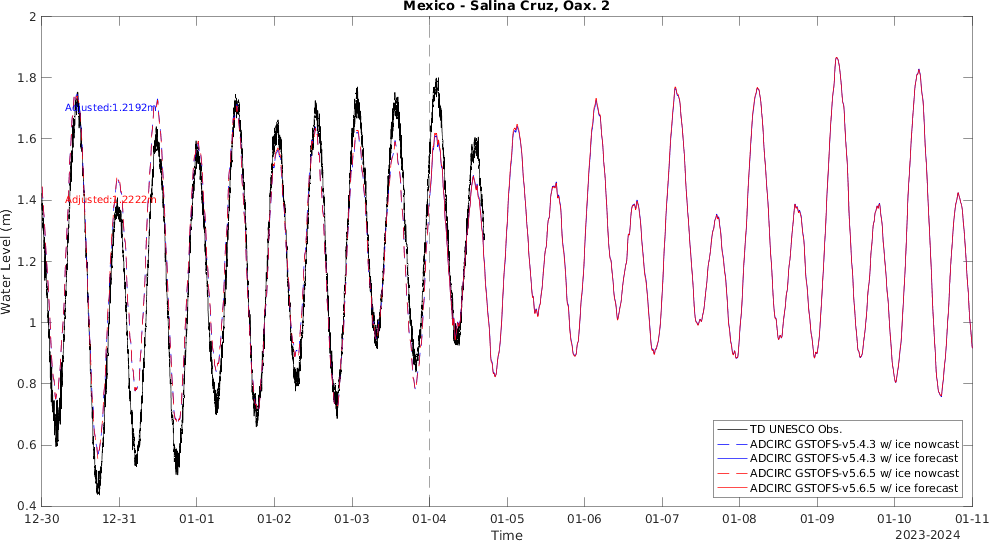 Mexico - Salina Cruz, Oax. 2
Water Level (m)
2
1.8
1.6
1.4
1.2
1
0.8
0.6
0.4
Adjusted:1.2192m
Adjusted:1.2222m
TD UNESCO Obs.
ADCIRC GSTOFS-v5.4.3 w/ ice nowcast
ADCIRC GSTOFS-v5.4.3 w/ ice forecast
ADCIRC GSTOFS-v5.6.5 w/ ice nowcast
ADCIRC GSTOFS-v5.6.5 w/ ice forecast
12-30 12-31 01-01 01-02 01-03 01-04 01-05 01-06 01-07 01-08 01-09 01-10 01-11
Time
2023-2024